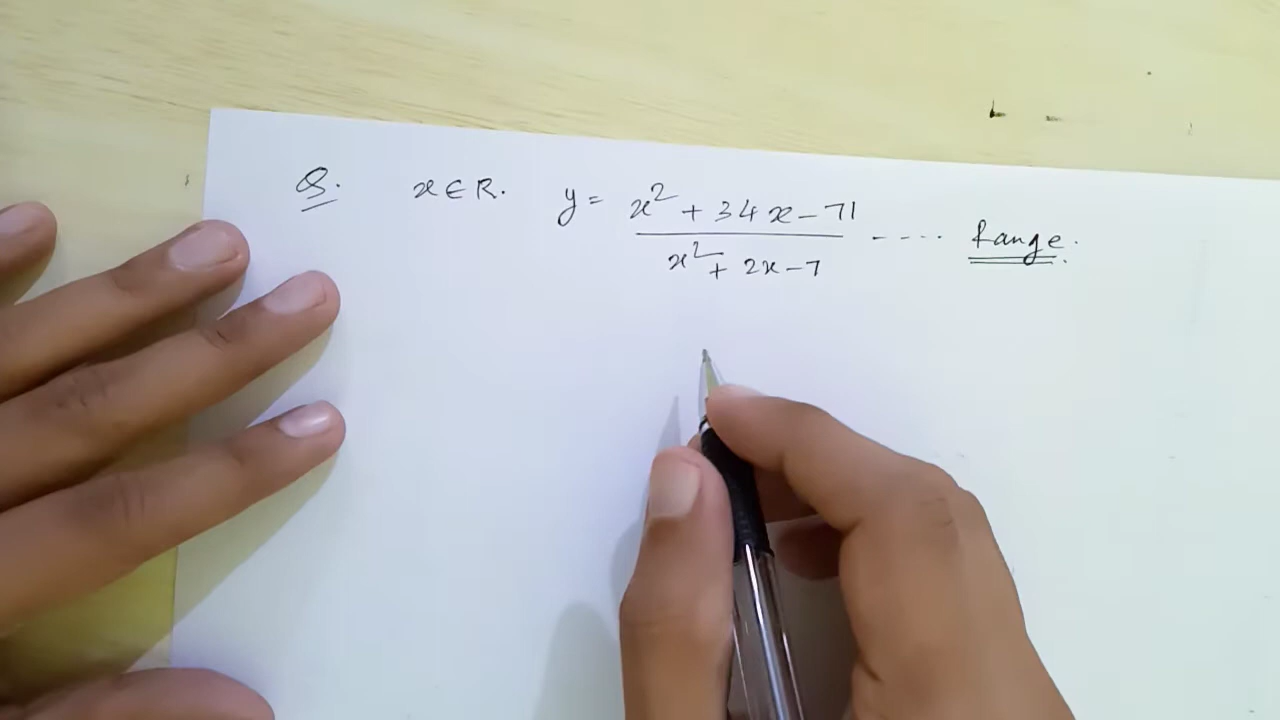 Q. x ∈ R. y = x² + 34x - 71 / x² + 2x - 7 ---- Range.